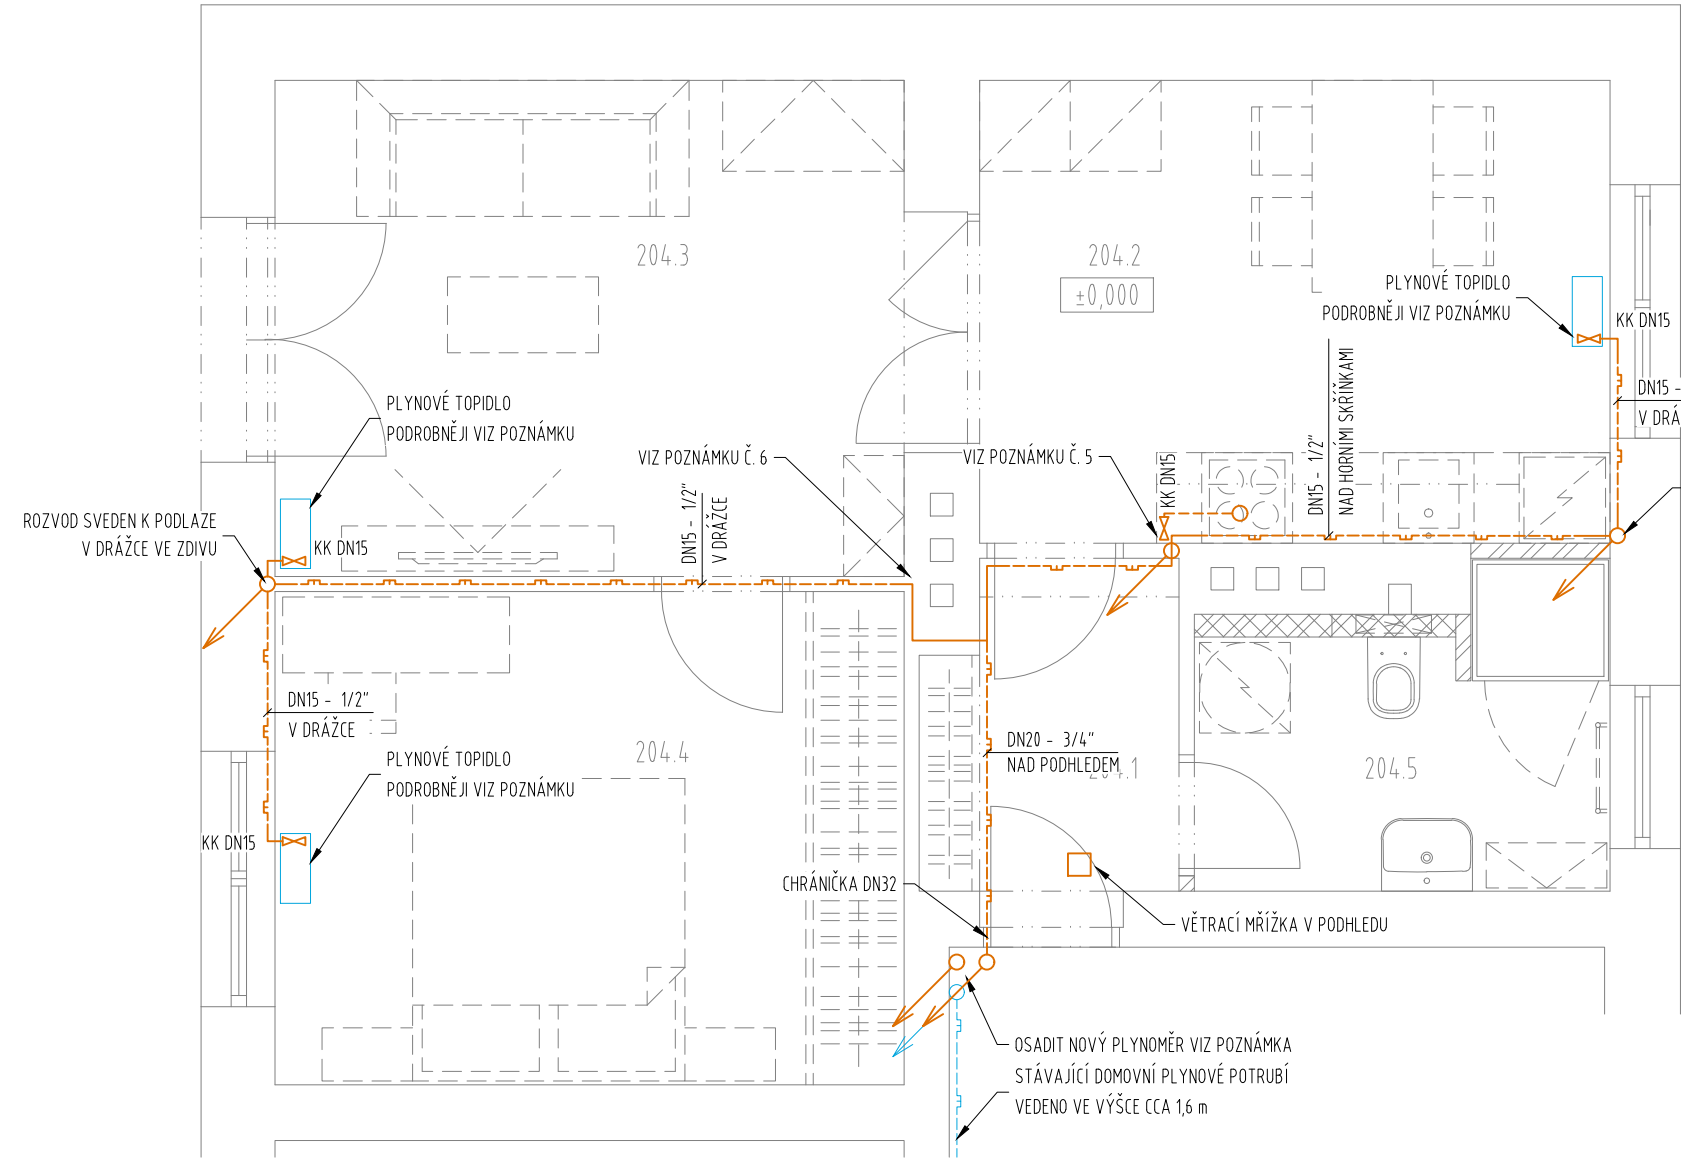 204.3
204.2
±0,000
PLYNOVÉ TOPIDLO
PODROBNĚJI VIZ POZNÁMKU
KK DN15
DN15 -
V DRÁ
DN15 - 1/2"
NAD HORNÍMI SKŘÍŇKAMI
PLYNOVÉ TOPIDLO
PODROBNĚJI VIZ POZNÁMKU
VIZ POZNÁMKU Č. 6
VIZ POZNÁMKU Č. 5
KK DN15
DN15 - 1/2"
V DRÁŽCE
ROZVOD SVEDEN K PODLAZE
V DRÁŽCE VE ZDIVU
KK DN15
DN15 - 1/2"
V DRÁŽCE
204.4
DN20 - 3/4"
NAD PODHLEDEM
204.1
204.5
PLYNOVÉ TOPIDLO
PODROBNĚJI VIZ POZNÁMKU
KK DN15
CHRÁNIČKA DN32
VĚTRACÍ MŘÍŽKA V PODHLEDU
OSADIT NOVÝ PLYNOMĚR VIZ POZNÁMKA
STÁVAJÍCÍ DOMOVNÍ PLYNOVÉ POTRUBÍ
VEDENO VE VÝŠCE CCA 1,6 m